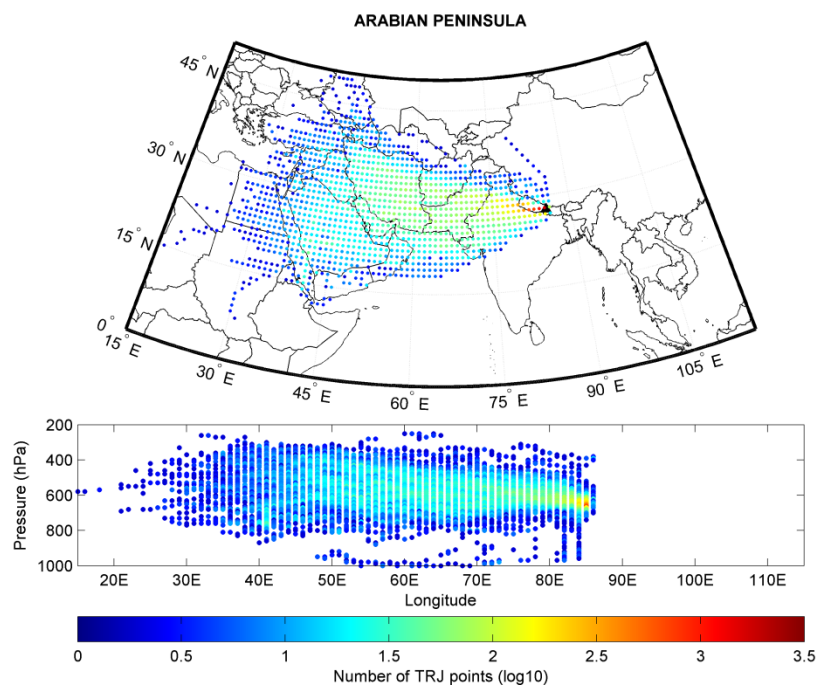 ARABIAN PENINSULA
45° N
30° N
15° N
0°
15° E
30° E
45° E
60° E
75° E
90° E
105° E
200
400
600
800
1000
Pressure (hPa)
20E 30E 40E 50E 60E 70E 80E 90E 100E 110E
Longitude
0 0.5 1 1.5 2 2.5 3 3.5
Number of TRJ points (log10)